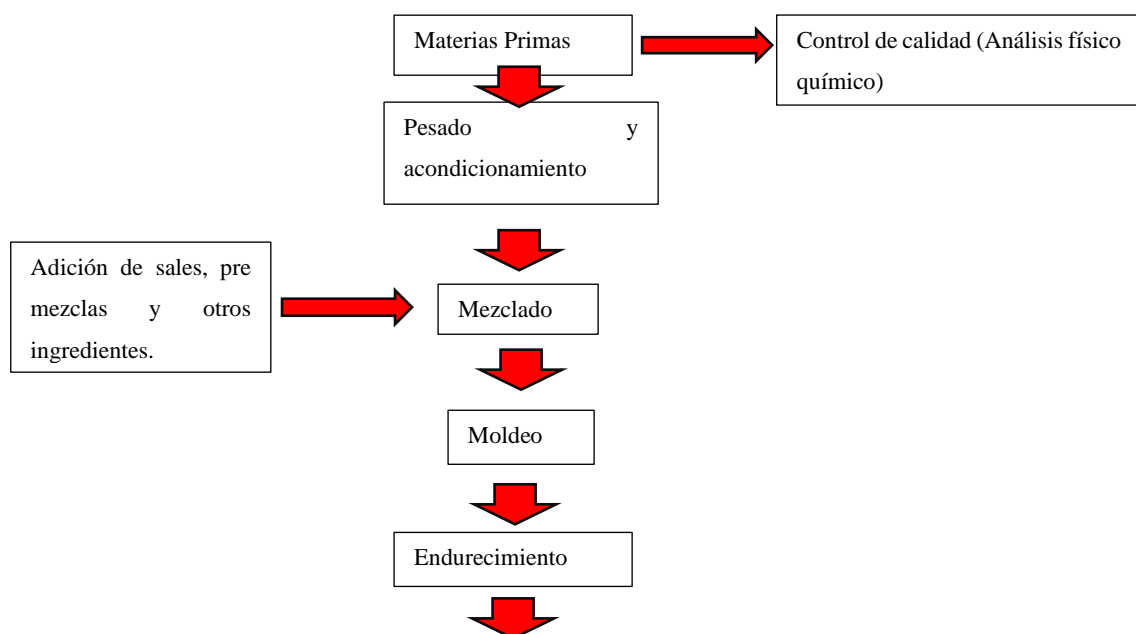 Materias Primas
Control de calidad (Análisis físico
químico)
Pesado y
acondicionamiento
Adición de sales, pre
mezclas y otros
ingredientes.
Mezclado
Moldeo
Endurecimiento